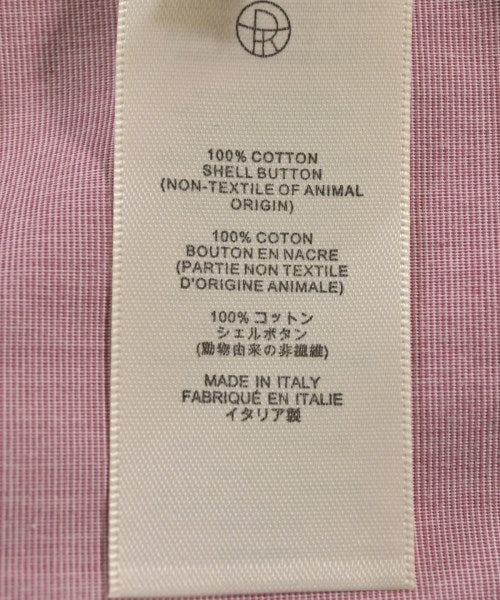 100% COTTON
SHELL BUTTON
(NON-TEXTILE OF ANIMAL
ORIGIN)
100% COTON
BOUTON EN NACRE
(PARTIE NON TEXTILE
D'ORIGINE ANIMALE)
100% コットン
シェルボタン
(動物由来の非繊維)
MADE IN ITALY
FABRIQUÉ EN ITALIE
イタリア製